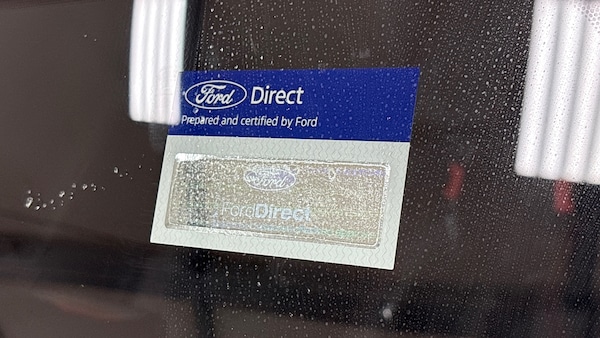 Ford Direct
Prepared and certified by Ford
Ford
FordDirect